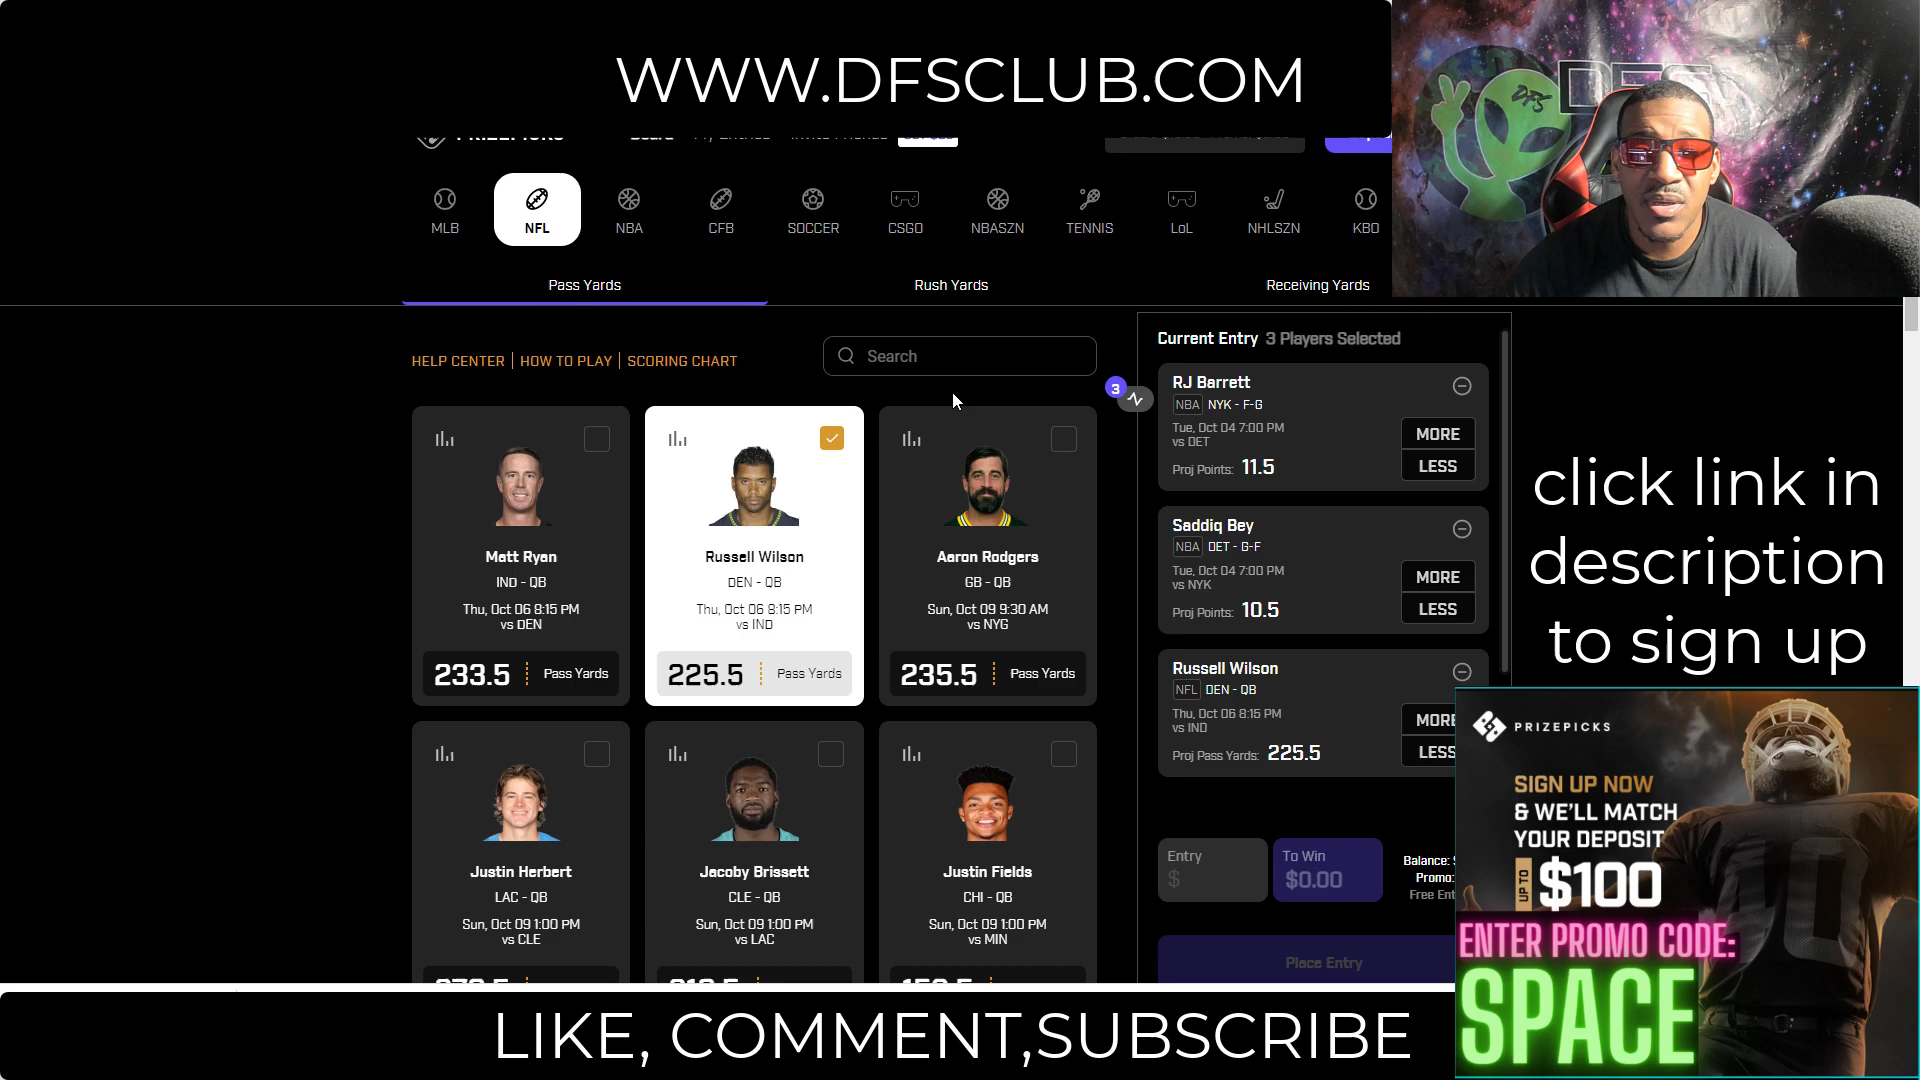 WWW.DFSCLUB.COM
MLB
NFL
NBA
CFB
SOCCER
CSGO
NBASZN
TENNIS
LoL
NHLSZN
KBO
DFS
Pass Yards
Rush Yards
Receiving Yards
HELP CENTER | HOW TO PLAY | SCORING CHART
Search
Matt Ryan
IND - QB
Thu, Oct 06 8:15 PM
vs DEN
233.5 Pass Yards
Russell Wilson
DEN - QB
Thu, Oct 06 8:15 PM
vs IND
225.5 Pass Yards
Aaron Rodgers
GB - QB
Sun, Oct 09 9:30 AM
vs NYG
235.5 Pass Yards
Justin Herbert
LAC - QB
Sun, Oct 09 1:00 PM
vs CLE
Jacoby Brissett
CLE - QB
Sun, Oct 09 1:00 PM
vs LAC
Justin Fields
CHI - QB
Sun, Oct 09 1:00 PM
vs MIN
3
Current Entry 3 Players Selected
RJ Barrett
NBA NYK - F-G
Tue, Oct 04 7:00 PM
vs DET
Proj Points: 11.5
MORE
LESS
Saddiq Bey
NBA DET - G-F
Tue, Oct 04 7:00 PM
vs NYK
Proj Points: 10.5
MORE
LESS
Russell Wilson
NFL DEN - QB
Thu, Oct 06 8:15 PM
vs IND
Proj Pass Yards: 225.5
MORE
LESS
Entry
$
To Win
$0.00
Balance:
Promo:
Free
Place Entry
click link in
description
to sign up
PRIZEPICKS
SIGN UP NOW
& WE'LL MATCH
YOUR DEPOSIT
UP TO $100
ENTER PROMO CODE:
SPACE
LIKE, COMMENT,SUBSCRIBE